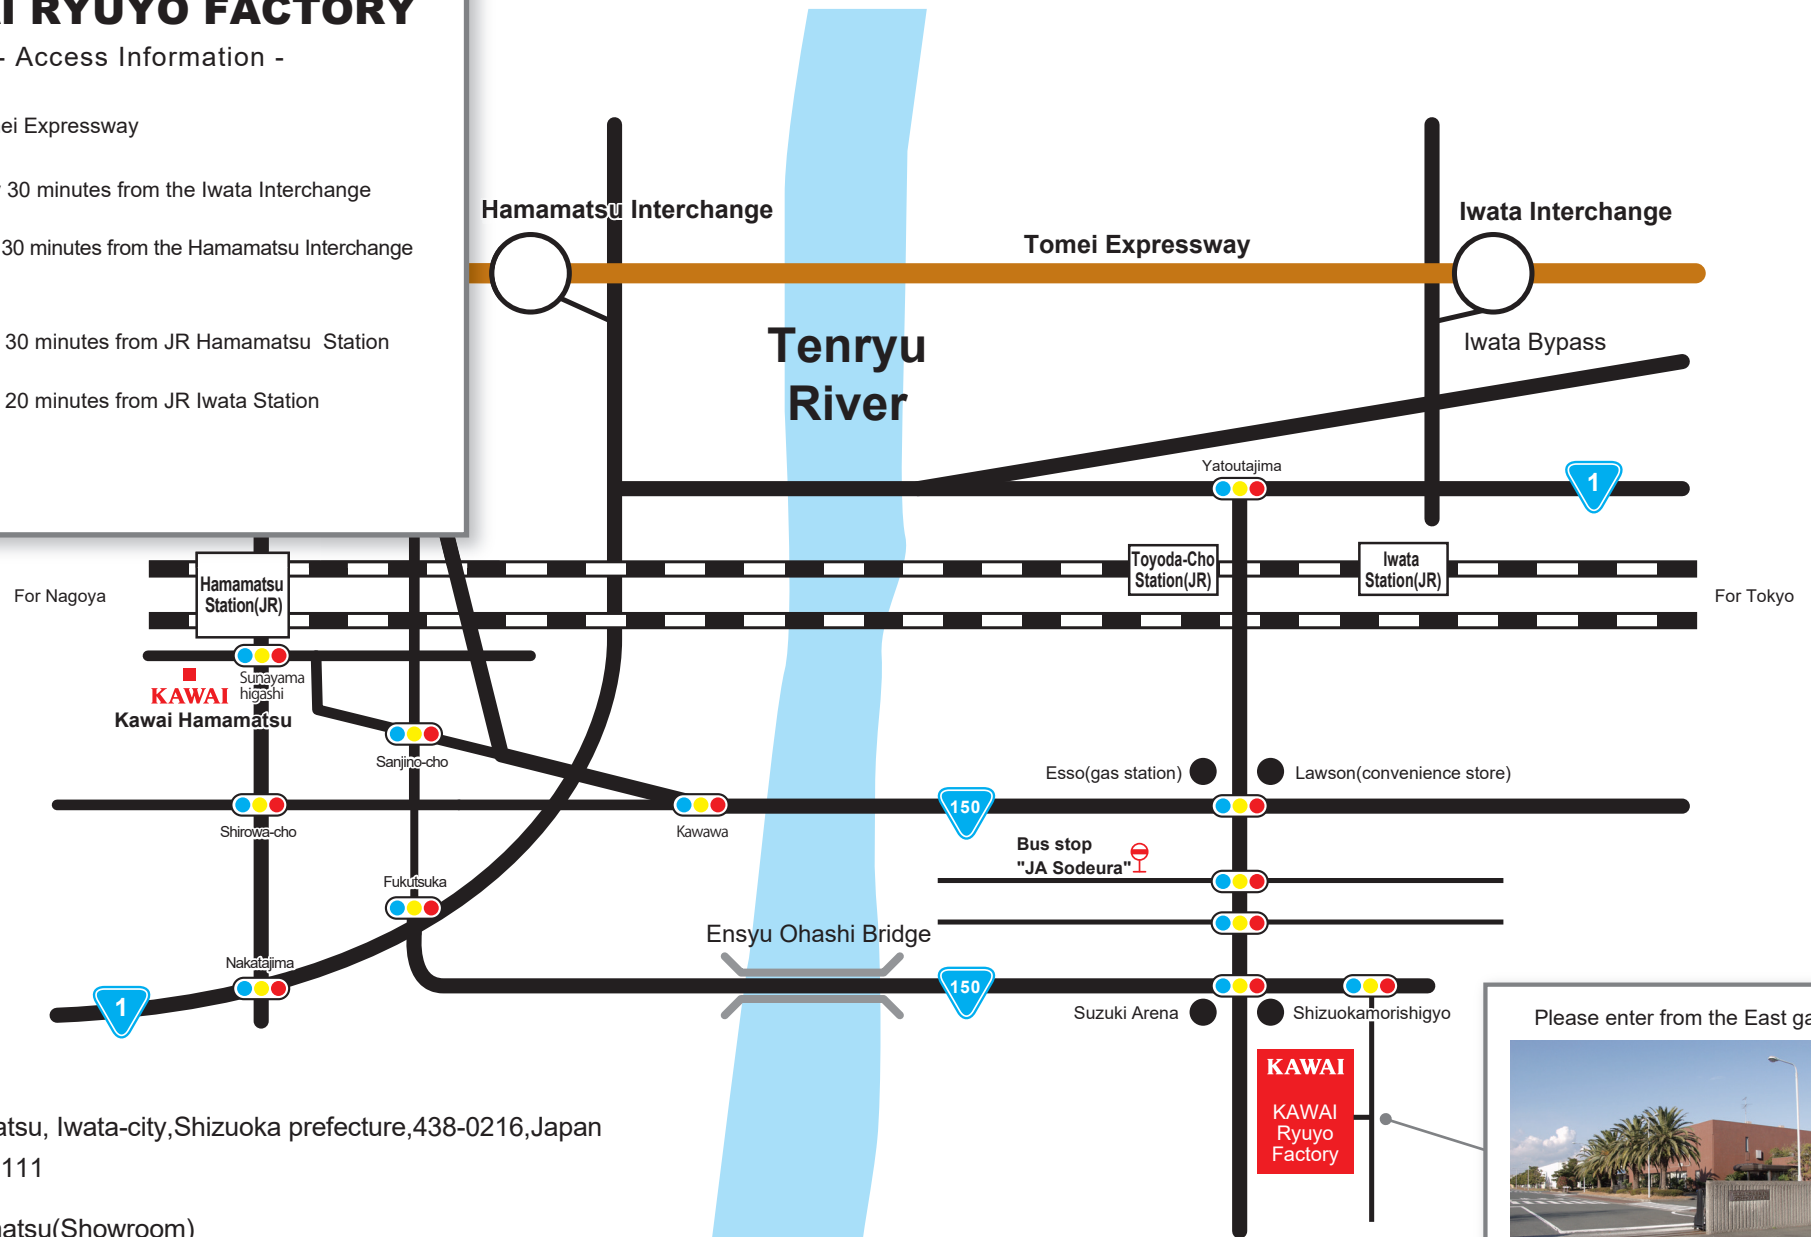 AI RYUYO FACTORY
- Access Information -
ei Expressway
30 minutes from the Iwata Interchange
30 minutes from the Hamamatsu Interchange
30 minutes from JR Hamamatsu Station
20 minutes from JR Iwata Station
Hamamatsu Interchange
Iwata Interchange
Tomei Expressway
Tenryu
River
Iwata Bypass
Yatoutajima
1
Toyoda-Cho
Station(JR)
Iwata
Station(JR)
Hamamatsu
Station(JR)
For Nagoya
For Tokyo
Sunayama
higashi
KAWAI
Kawai Hamamatsu
Sanjino-cho
Esso(gas station)
Lawson(convenience store)
150
Shirowa-cho
Kawawa
Bus stop
"JA Sodeura"
Fukutsuka
Ensyu Ohashi Bridge
Nakatajima
1
150
Suzuki Arena
Shizuokamorishigyo
Please enter from the East ga
KAWAI
KAWAI
Ryuyo
Factory
atsu, Iwata-city,Shizuoka prefecture,438-0216,Japan
111
natsu(Showroom)